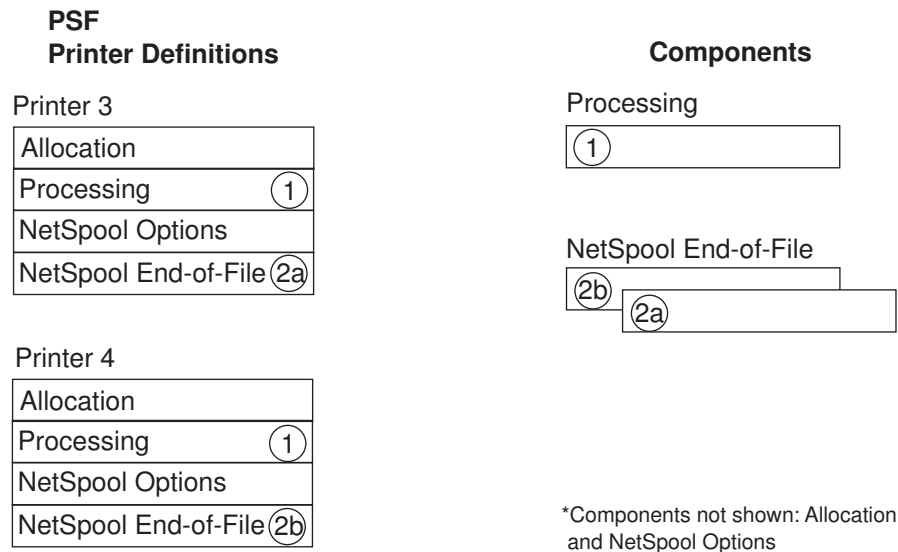 PSF
Printer Definitions
Printer 3
Allocation
Processing 1
NetSpool Options
NetSpool End-of-File 2a
Printer 4
Allocation
Processing 1
NetSpool Options
NetSpool End-of-File 2b
Components
Processing
1
NetSpool End-of-File
2b
2a
*Components not shown: Allocation
and NetSpool Options